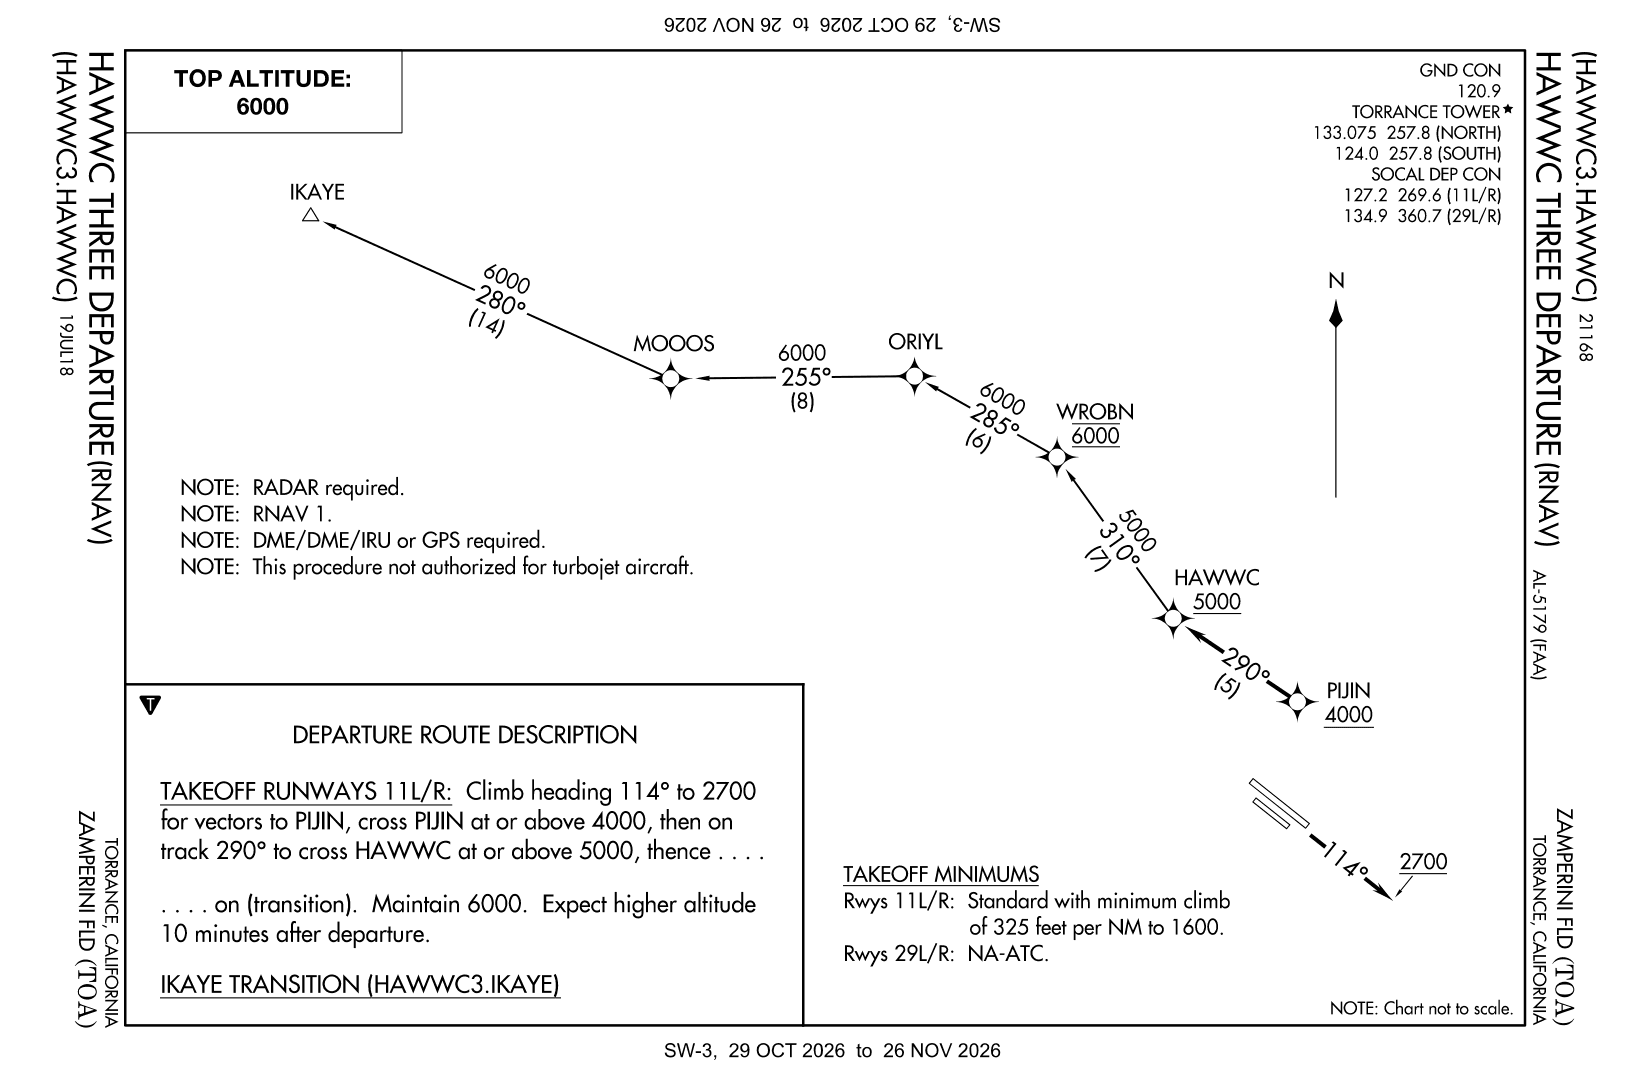 SW-3, 29 OCT 2026 to 26 NOV 2026
(HAWWC3.HAWWC) 19JUL18
HAWWC THREE DEPARTURE (RNAV)
ZAMPERINI FLD (TOA)
TORRANCE, CALIFORNIA
TOP ALTITUDE:
6000
GND CON
120.9
TORRANCE TOWER★
133.075 257.8 (NORTH)
124.0 257.8 (SOUTH)
SOCAL DEP CON
127.2 269.6 (11L/R)
134.9 360.7 (29L/R)
IKAYE
6000
280°
(14)
MOOOS
6000
255°
(8)
ORIYL
6000
285°
(6)
WROBN
6000
5000
310°
(7)
HAWWC
5000
290°
(5)
PIJIN
4000
N
114°
2700
NOTE: RADAR required.
NOTE: RNAV 1.
NOTE: DME/DME/IRU or GPS required.
NOTE: This procedure not authorized for turbojet aircraft.
T
DEPARTURE ROUTE DESCRIPTION
TAKEOFF RUNWAYS 11L/R: Climb heading 114° to 2700
for vectors to PIJIN, cross PIJIN at or above 4000, then on
track 290° to cross HAWWC at or above 5000, thence . . . .
. . . . on (transition). Maintain 6000. Expect higher altitude
10 minutes after departure.
IKAYE TRANSITION (HAWWC3.IKAYE)
TAKEOFF MINIMUMS
Rwys 11L/R: Standard with minimum climb
of 325 feet per NM to 1600.
Rwys 29L/R: NA-ATC.
NOTE: Chart not to scale.
(HAWWC3.HAWWC) 21168
HAWWC THREE DEPARTURE (RNAV)
AL-5179 (FAA)
ZAMPERINI FLD (TOA)
TORRANCE, CALIFORNIA
SW-3, 29 OCT 2026 to 26 NOV 2026